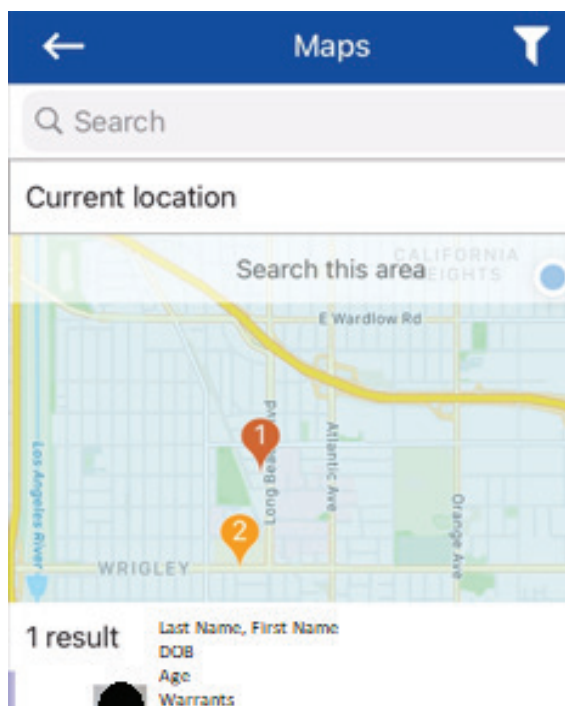 Maps
Search
Current location
Search this area
CALIFORNIA
HEIGHTS
E Wardlow Rd
1
Long Beach Blvd
Atlantic Ave
Los Angeles River
Orange Ave
2
WRIGLEY
1 result
Last Name, First Name
DOB
Age
Warrants